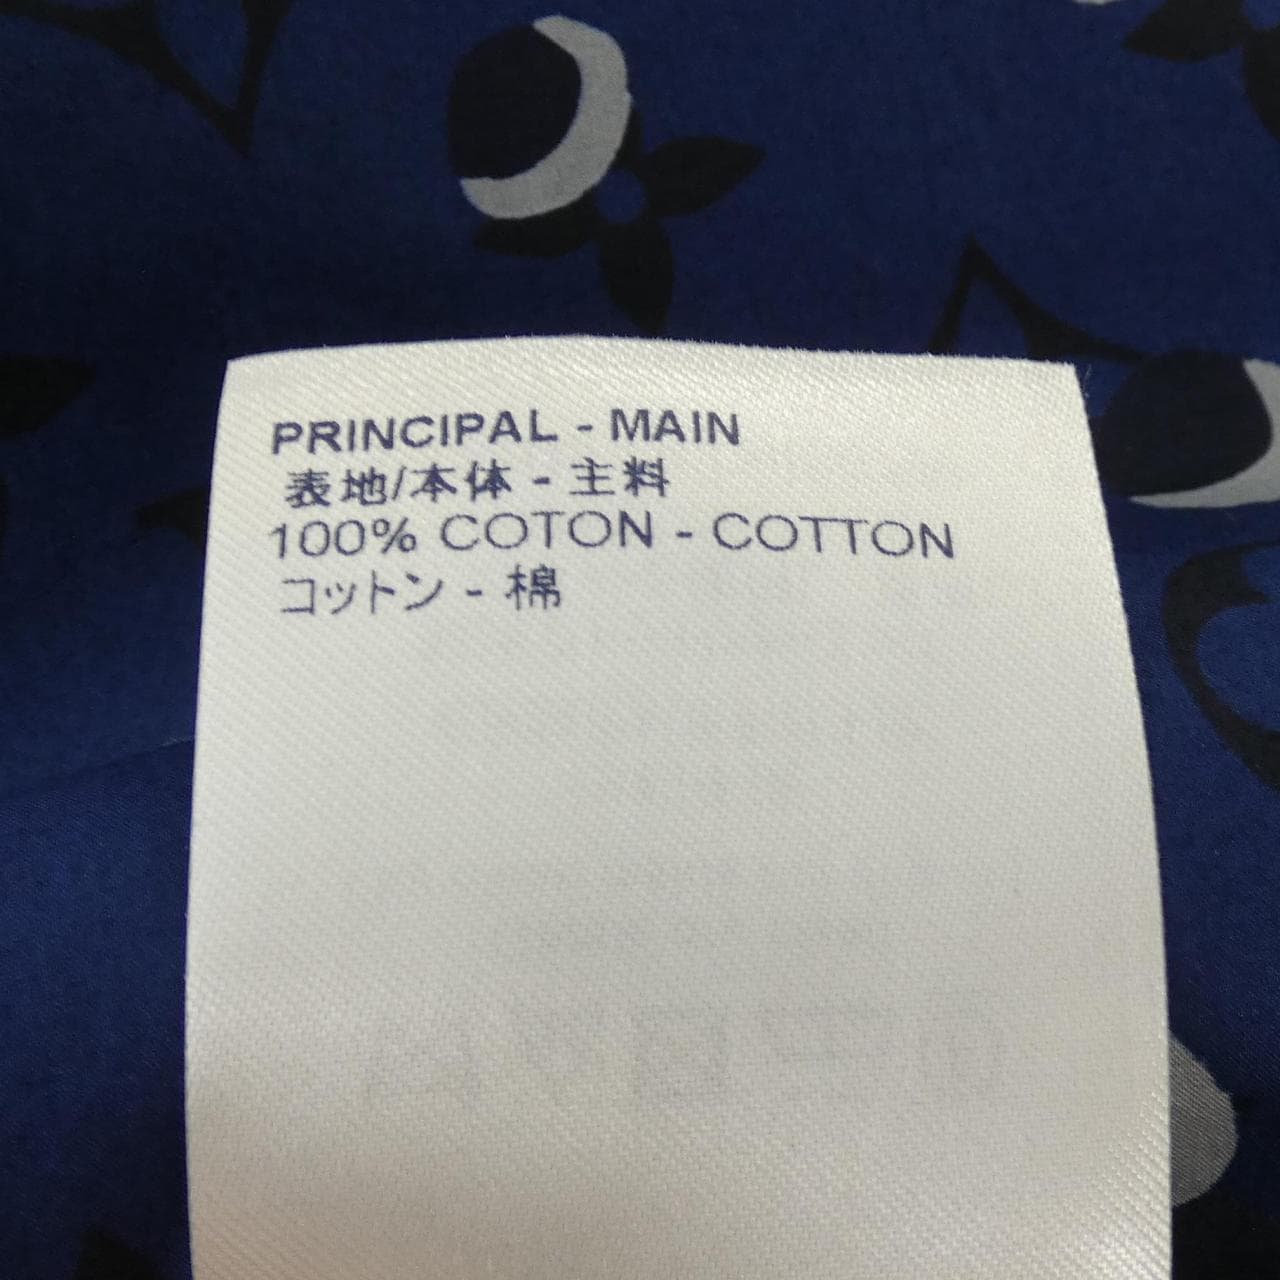 PRINCIPAL - MAIN
表地/本体 - 主料
100% COTON - COTTON
コットン - 棉